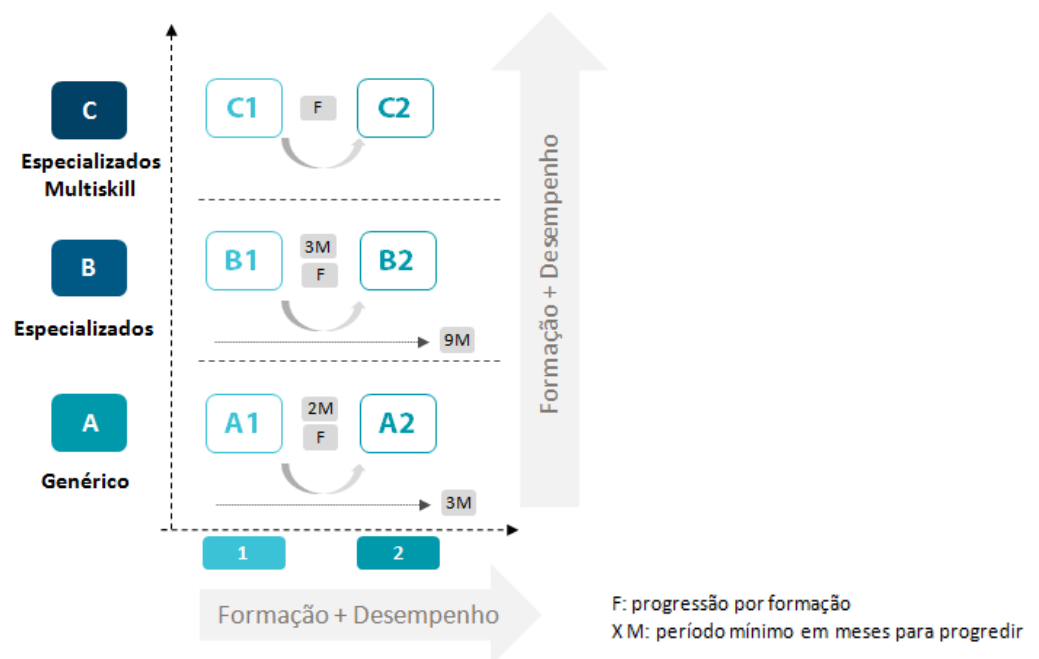 C
Especializados
Multiskill
C1
F
C2
B
Especializados
B1
3M
F
B2
9M
A
Genérico
A1
2M
F
A2
3M
1
2
Formação + Desempenho
Formação + Desempenho
F: progressão por formação
X M: período mínimo em meses para progredir